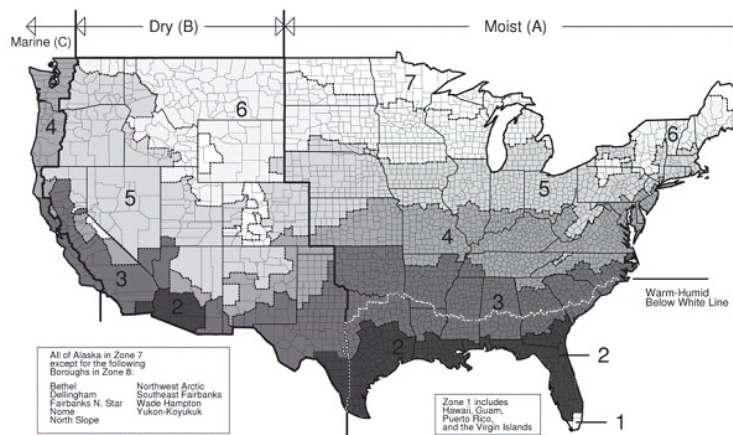 Marine (C)
Dry (B)
Moist (A)
7
6
6
4
5
5
4
3
3
2
2
Warm-Humid
Below White Line
2
1
All of Alaska in Zone 7
except for the following
Boroughs in Zone 8:
Bethel
Dellingham
Fairbanks N. Star
Nome
North Slope
Northwest Arctic
Southeast Fairbanks
Wade Hampton
Yukon-Koyukuk
Zone 1 includes
Hawaii, Guam,
Puerto Rico,
and the Virgin Islands